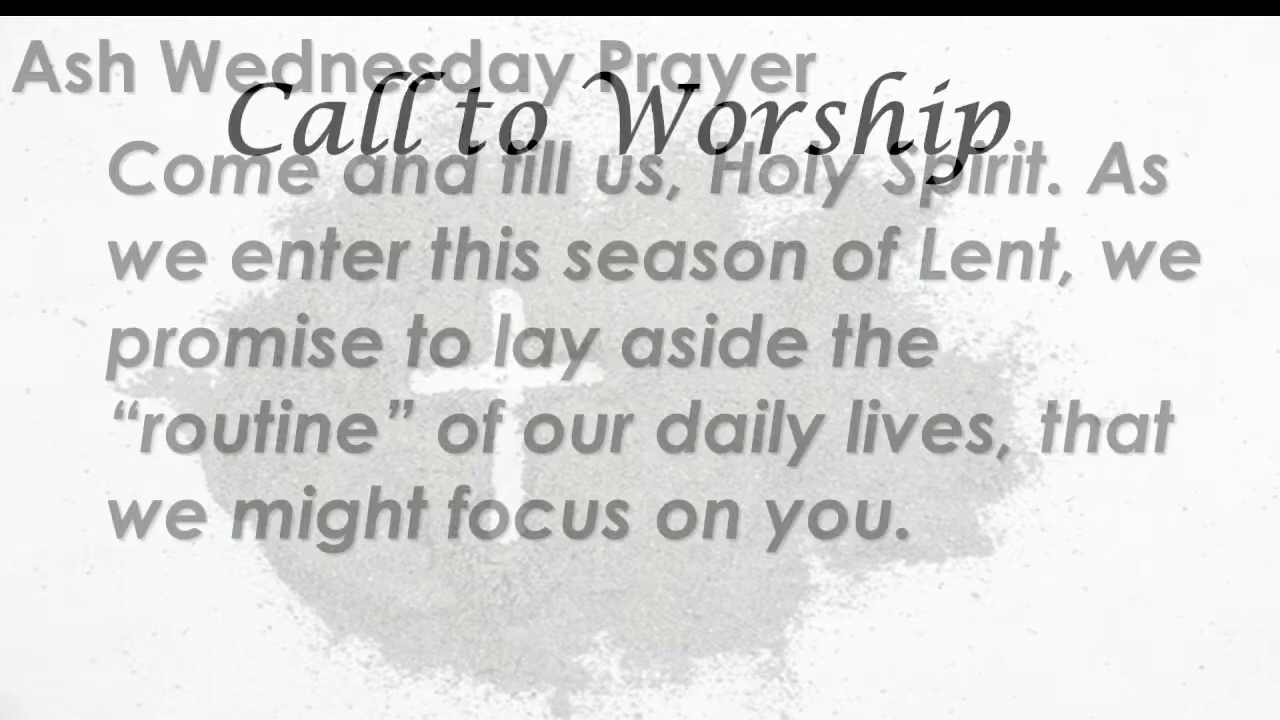 Ash Wednesday Prayer
Call to Worship
Come and fill us, Holy Spirit. As
we enter this season of Lent, we
promise to lay aside the
“routine” of our daily lives, that
we might focus on you.